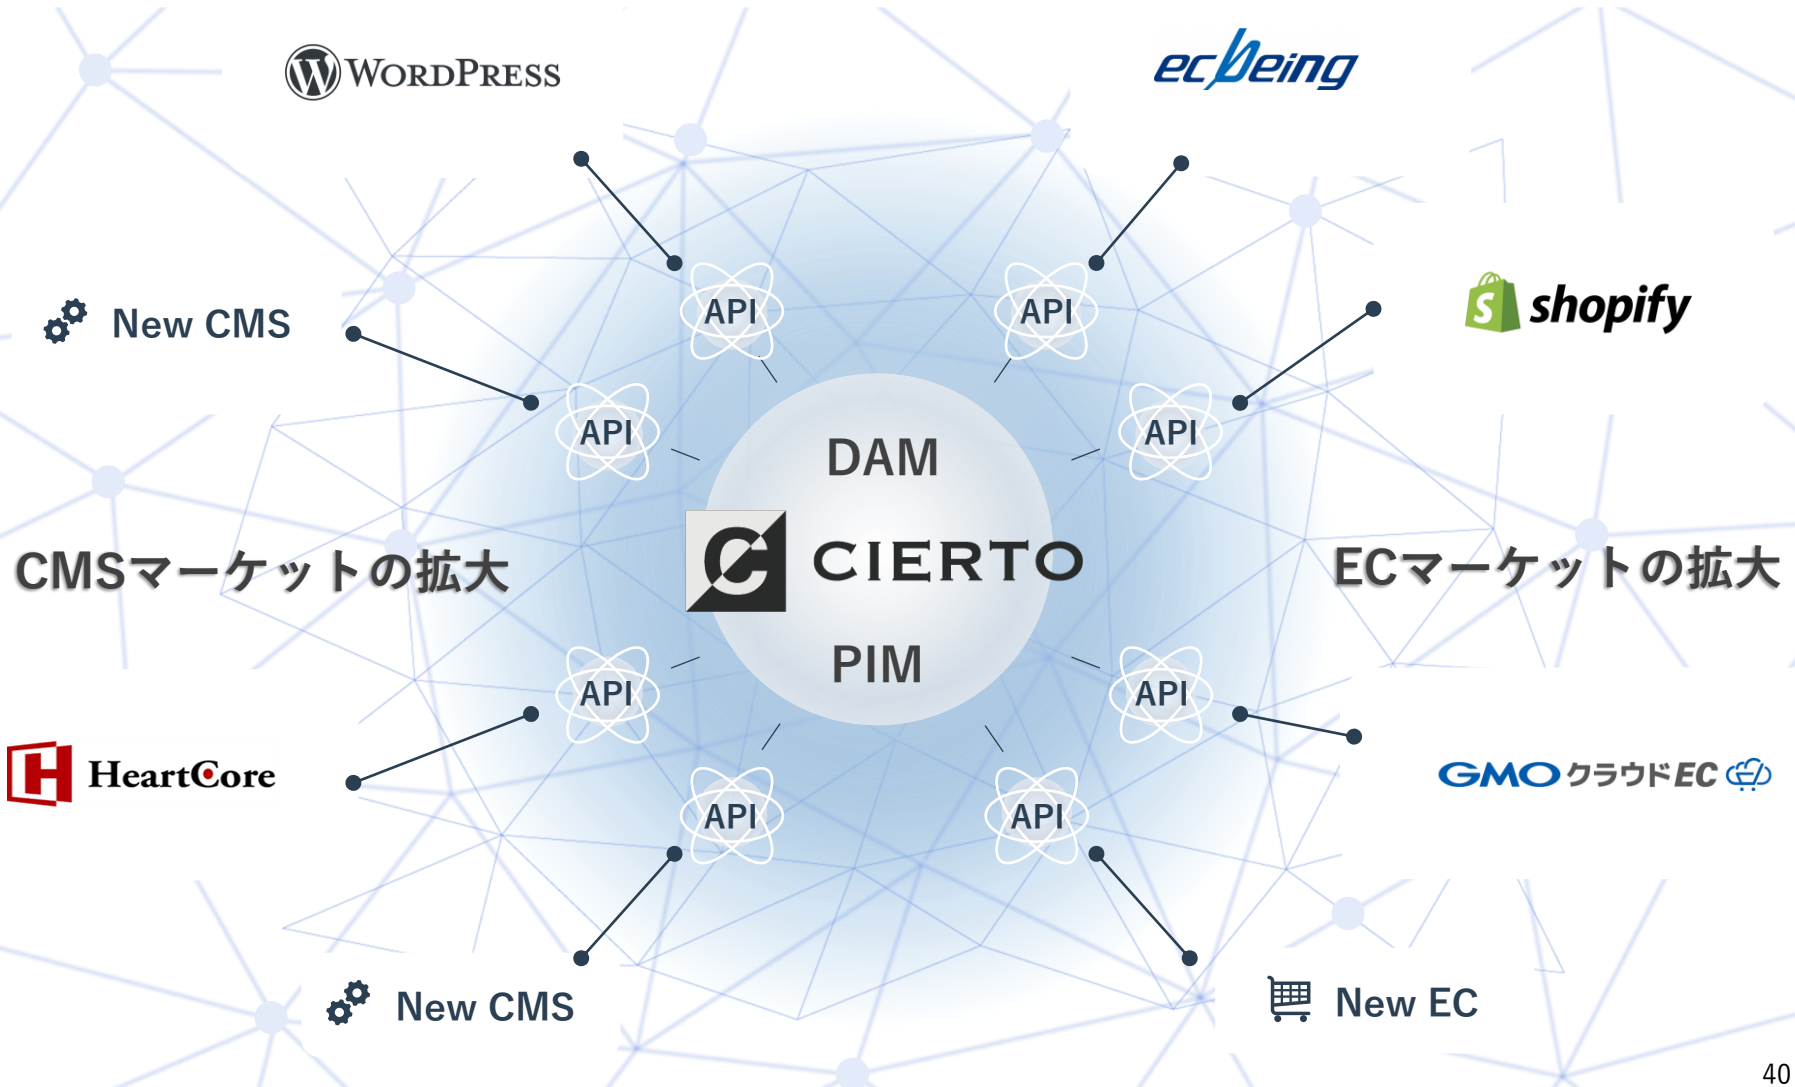 WORDPRESS
ecbeing
New CMS
shopify
API
API
API
API
DAM
CIERTO
PIM
CMSマーケットの拡大
ECマーケットの拡大
API
API
API
API
HeartCore
GMOクラウドEC
New CMS
New EC
40